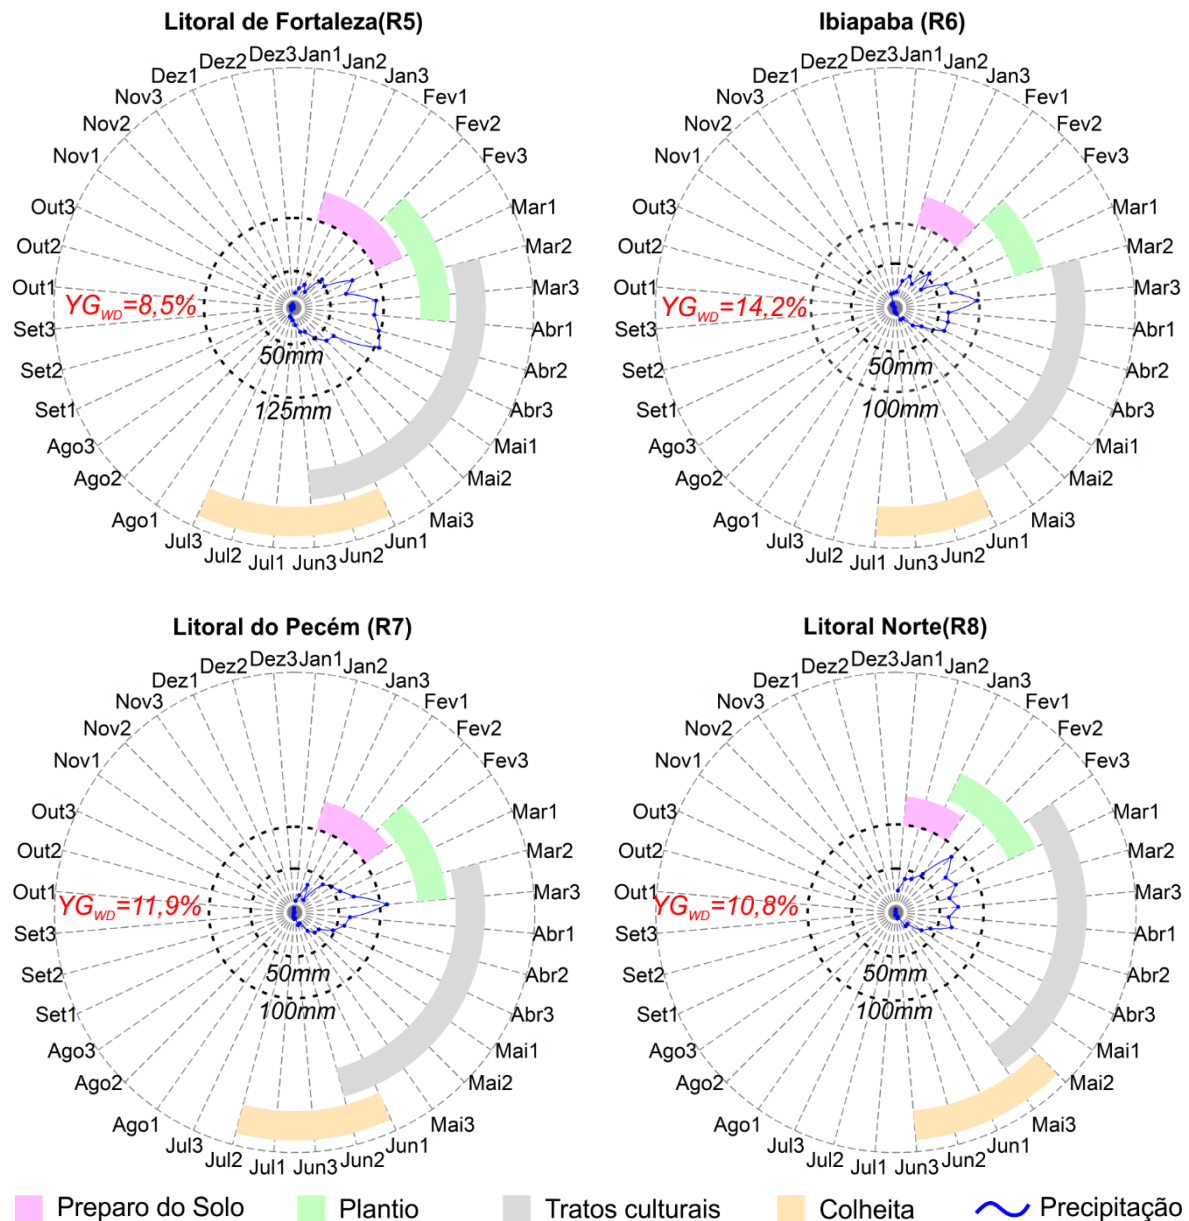 Litoral de Fortaleza(R5)
Dez3
Jan1
Jan2
Jan3
Fev1
Fev2
Fev3
Mar1
Mar2
Mar3
Abr1
Abr2
Abr3
Mai1
Mai2
Mai3
Jun1
Jun2
Jun3
Jul1
Jul2
Jul3
Ago1
Ago2
Ago3
Set1
Set2
Set3
Out1
Out2
Out3
Nov1
Nov2
Nov3
Dez1
Dez2
YGWD=8,5%
50mm
125mm
Ibiapaba (R6)
Dez3
Jan1
Jan2
Jan3
Fev1
Fev2
Fev3
Mar1
Mar2
Mar3
Abr1
Abr2
Abr3
Mai1
Mai2
Mai3
Jun1
Jun2
Jun3
Jul1
Jul2
Jul3
Ago1
Ago2
Ago3
Set1
Set2
Set3
Out1
Out2
Out3
Nov1
Nov2
Nov3
Dez1
Dez2
YGWD=14,2%
50mm
100mm
Litoral do Pecém (R7)
Dez3
Jan1
Jan2
Jan3
Fev1
Fev2
Fev3
Mar1
Mar2
Mar3
Abr1
Abr2
Abr3
Mai1
Mai2
Mai3
Jun1
Jun2
Jun3
Jul1
Jul2
Jul3
Ago1
Ago2
Ago3
Set1
Set2
Set3
Out1
Out2
Out3
Nov1
Nov2
Nov3
Dez1
Dez2
YGWD=11,9%
50mm
100mm
Litoral Norte(R8)
Dez3
Jan1
Jan2
Jan3
Fev1
Fev2
Fev3
Mar1
Mar2
Mar3
Abr1
Abr2
Abr3
Mai1
Mai2
Mai3
Jun1
Jun2
Jun3
Jul1
Jul2
Jul3
Ago1
Ago2
Ago3
Set1
Set2
Set3
Out1
Out2
Out3
Nov1
Nov2
Nov3
Dez1
Dez2
YGWD=10,8%
50mm
100mm
Preparo do Solo
Plantio
Tratos culturais
Colheita
Precipitação